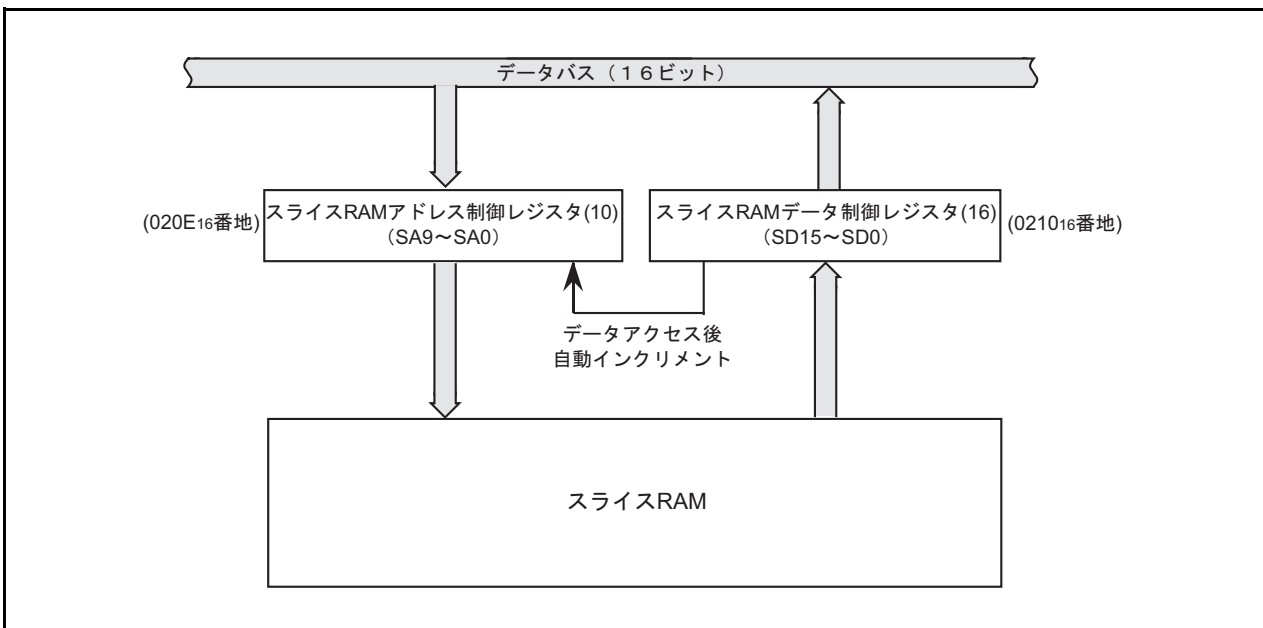 データバス（１６ビット）
(020E16番地)
スライスRAMアドレス制御レジスタ(10)
（SA9～SA0）
スライスRAMデータ制御レジスタ(16)
（SD15～SD0）
(021016番地)
データアクセス後
自動インクリメント
スライスRAM